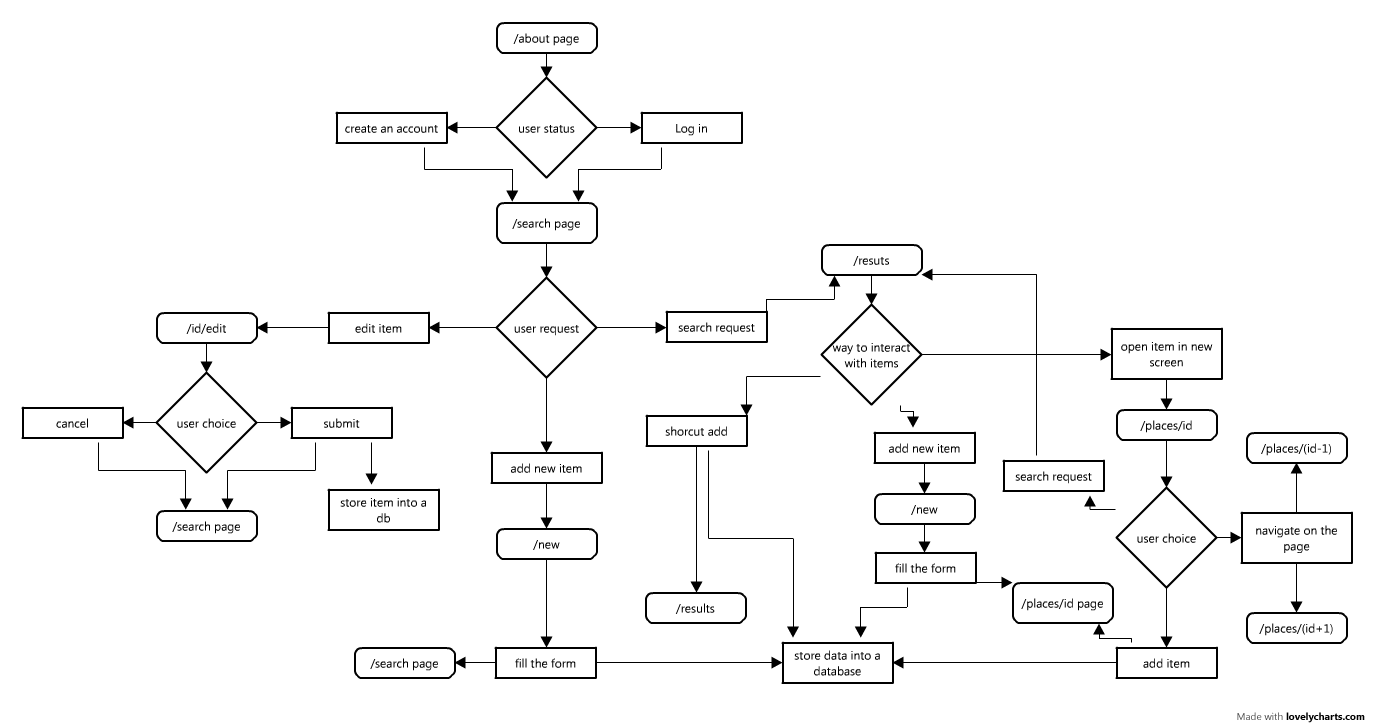 /about page
create an account
user status
Log in
/search page
/resuts
/id/edit
edit item
user request
search request
way to interact
with items
open item in new
screen
cancel
user choice
submit
shorcut add
/places/id
add new item
add new item
/places/(id-1)
search request
store item into a
db
/new
/search page
/new
user choice
navigate on the
page
fill the form
/results
/places/id page
/places/(id+1)
/search page
fill the form
store data into a
database
add item
Made with lovelycharts.com